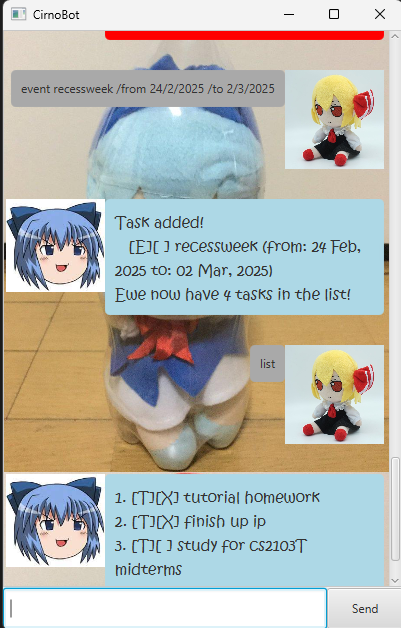 CirnoBot
event recessweek /from 24/2/2025 /to 2/3/2025
Task added!
[E][ ] recessweek (from: 24 Feb,
2025 to: 02 Mar, 2025)
Ewe now have 4 tasks in the list!
list
1. [T][X] tutorial homework
2. [T][X] finish up ip
3. [T][ ] study for CS2103T
midterms
Send